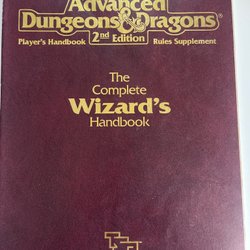 Advanced
Dungeons & Dragons®
Player's Handbook 2nd Edition Rules Supplement
The
Complete
Wizard's
Handbook
TSR